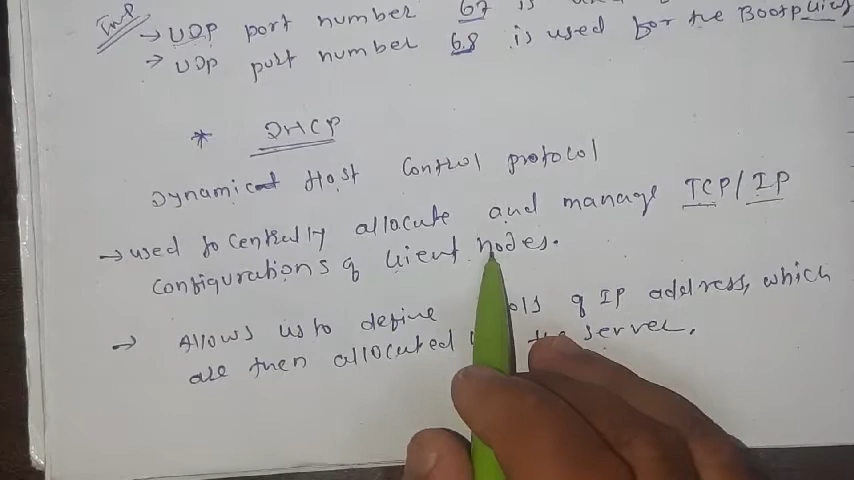 Imp
→ UDP port number 67 is
→ UDP port number 68 is used for the Bootp
* DHCP
Dynamic Host Control protocol
→ used to centrally allocate and manage TCP/IP
configurations of client nodes.
→ Allows us to define of IP address, which
are then allocated the server.